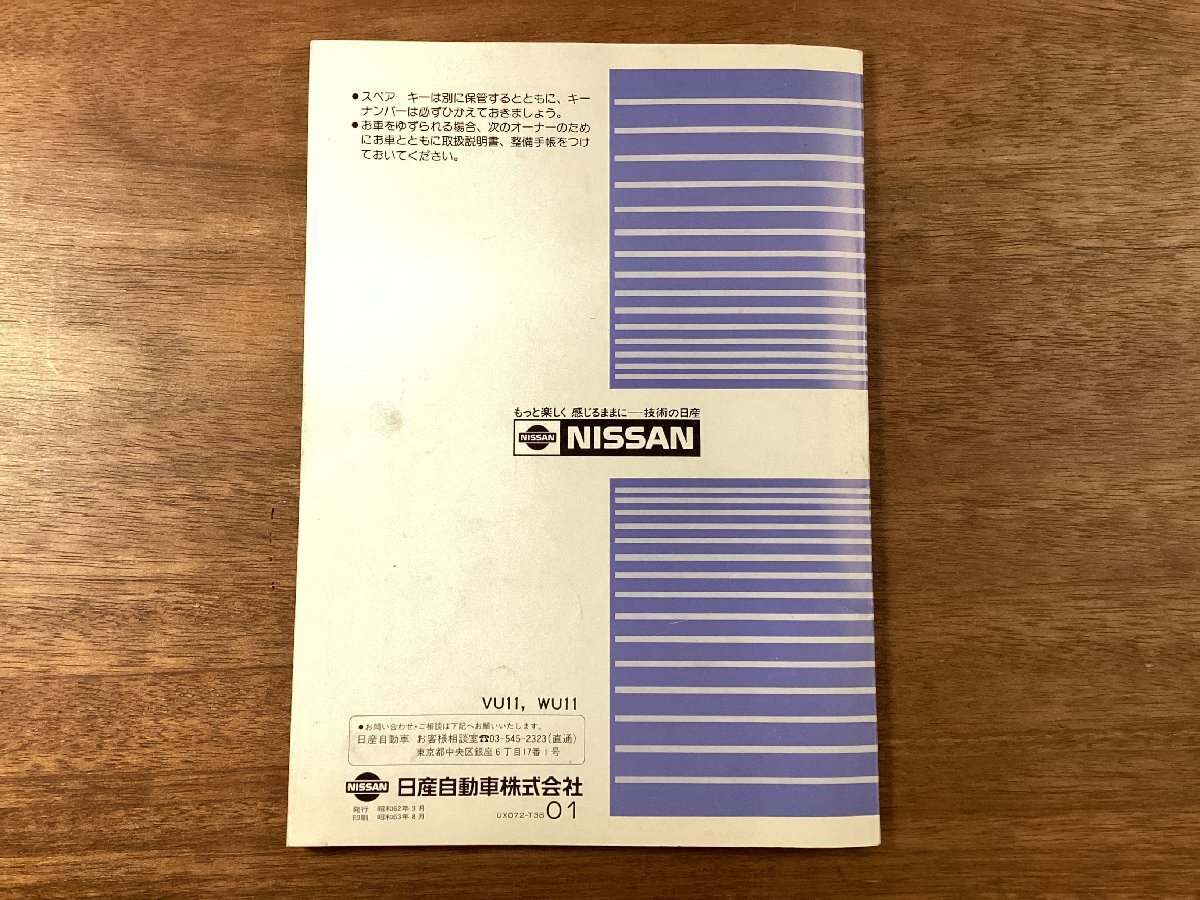 ●スペア キーは別に保管するとともに、キー
ナンバーは必ずひかえておきましょう。
●お車をゆずられる場合、次のオーナーのため
にお車とともに取扱説明書、整備手帳をつけ
ておいてください。
もっと楽しく 感じるままに──技術の日産
NISSAN NISSAN
VU11, WU11
●お問い合わせ・ご相談は下記へお願いいたします。
日産自動車 お客様相談室☎03-545-2323(直通)
東京都中央区銀座6丁目17番1号
NISSAN 日産自動車株式会社
発行 昭和62年9月
印刷 昭和63年8月
UX072-T38 01